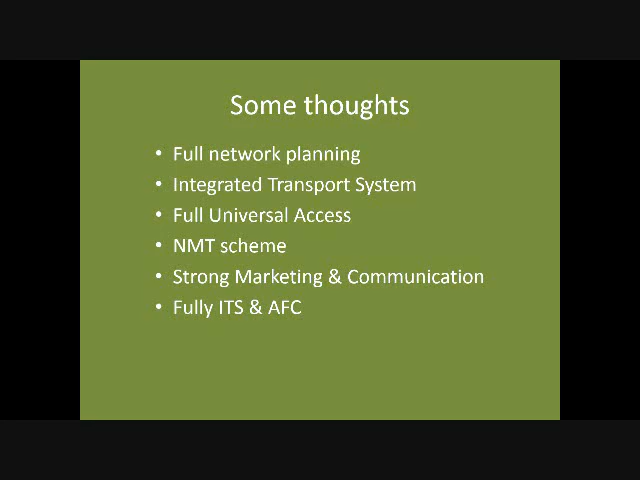 Some thoughts
• Full network planning
• Integrated Transport System
• Full Universal Access
• NMT scheme
• Strong Marketing & Communication
• Fully ITS & AFC